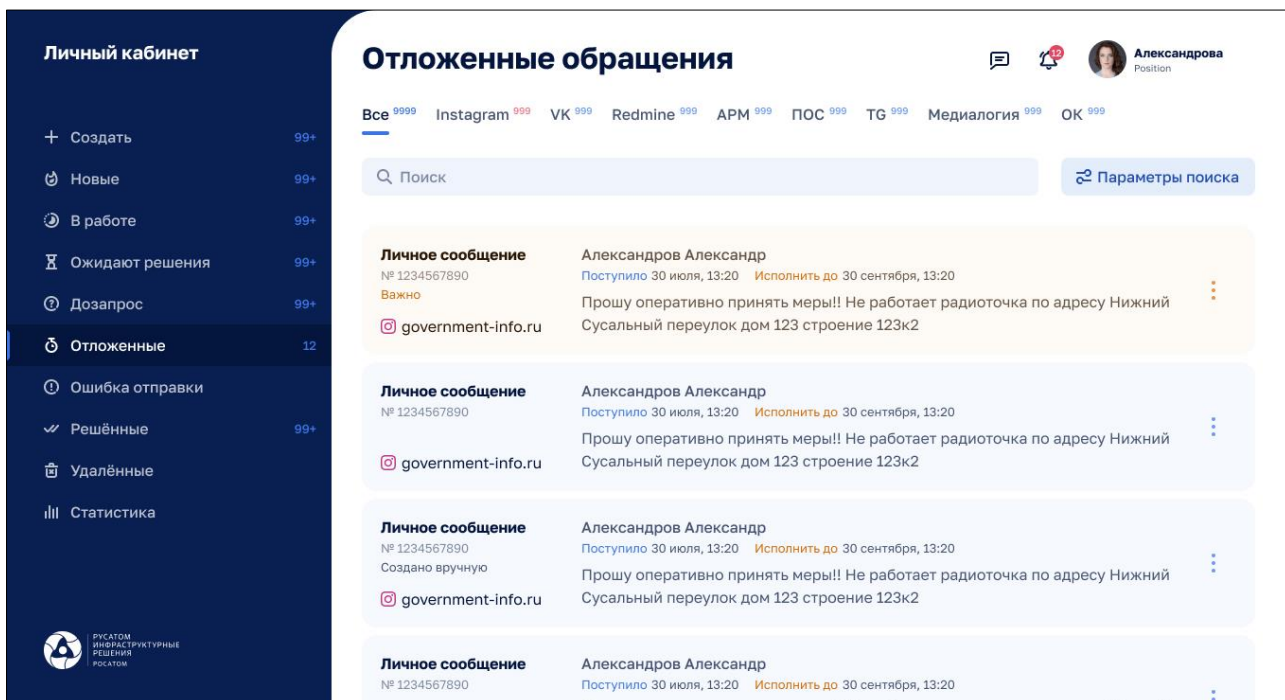 Личный кабинет
+ Создать 99+
Новые 99+
В работе 99+
Ожидают решения 99+
Дозапрос 99+
Отложенные 12
Ошибка отправки
Решённые 99+
Удалённые
Статистика
РУСАТОМ
ИНФРАСТРУКТУРНЫЕ
РЕШЕНИЯ
РОСАТОМ
Отложенные обращения
12
Александрова
Position
Все 9999 Instagram 999 VK 999 Redmine 999 АРМ 999 ПОС 999 TG 999 Медиалогия 999 ОК 999
Поиск
Параметры поиска
Личное сообщение
№ 1234567890
Важно
government-info.ru
Александров Александр
Поступило 30 июля, 13:20 Исполнить до 30 сентября, 13:20
Прошу оперативно принять меры!! Не работает радиоточка по адресу Нижний
Сусальный переулок дом 123 строение 123к2
Личное сообщение
№ 1234567890
government-info.ru
Александров Александр
Поступило 30 июля, 13:20 Исполнить до 30 сентября, 13:20
Прошу оперативно принять меры!! Не работает радиоточка по адресу Нижний
Сусальный переулок дом 123 строение 123к2
Личное сообщение
№ 1234567890
Создано вручную
government-info.ru
Александров Александр
Поступило 30 июля, 13:20 Исполнить до 30 сентября, 13:20
Прошу оперативно принять меры!! Не работает радиоточка по адресу Нижний
Сусальный переулок дом 123 строение 123к2
Личное сообщение
№ 1234567890
Александров Александр
Поступило 30 июля, 13:20 Исполнить до 30 сентября, 13:20